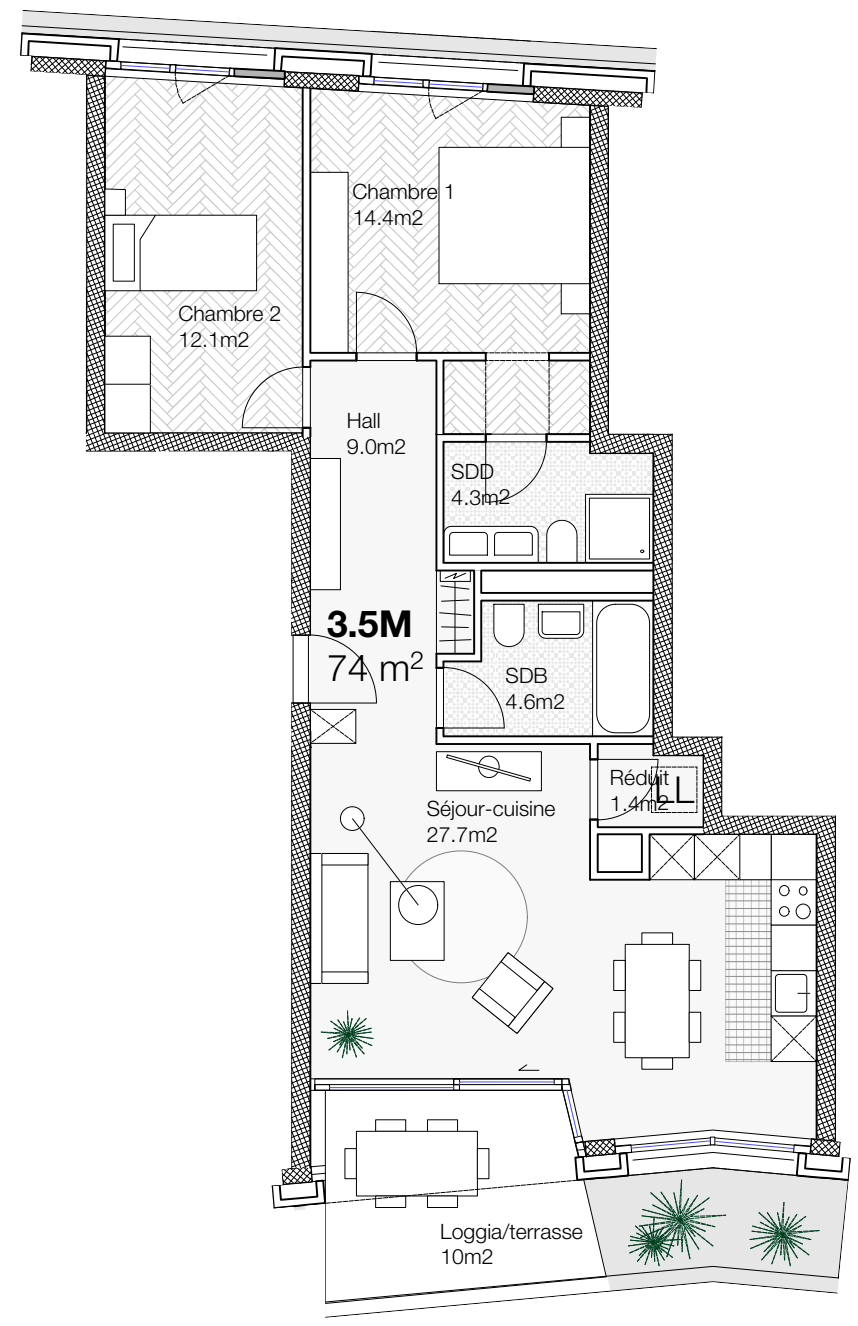 Chambre 1
14.4m2
Chambre 2
12.1m2
Hall
9.0m2
SDD
4.3m2
3.5M
74 m²
SDB
4.6m2
Réduit
1.4m2
LL
Séjour-cuisine
27.7m2
Loggia/terrasse
10m2